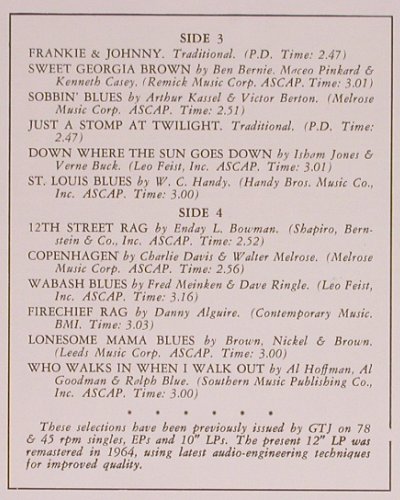 SIDE 3
FRANKIE & JOHNNY. Traditional. (P.D. Time: 2.47)
SWEET GEORGIA BROWN by Ben Bernie. Maceo Pinkard &
Kenneth Casey. (Remick Music Corp. ASCAP. Time: 3.01)
SOBBIN' BLUES by Arthur Kassel & Victor Berton. (Melrose
Music Corp. ASCAP. Time: 2.51)
JUST A STOMP AT TWILIGHT. Traditional. (P.D. Time:
2.47)
DOWN WHERE THE SUN GOES DOWN by Isham Jones &
Verne Buck. (Leo Feist, Inc. ASCAP. Time: 3.01)
ST. LOUIS BLUES by W. C. Handy. (Handy Bros. Music Co.,
Inc. ASCAP. Time: 3.00)
SIDE 4
12TH STREET RAG by Enday L. Bowman. (Shapiro, Bern-
stein & Co., Inc. ASCAP. Time: 2.52)
COPENHAGEN by Charlie Davis & Walter Melrose. (Melrose
Music Corp. ASCAP. Time: 2.56)
WABASH BLUES by Fred Meinken & Dave Ringle. (Leo Feist,
Inc. ASCAP. Time: 3.16)
FIRECHIEF RAG by Danny Alguire. (Contemporary Music.
BMI. Time: 3.03)
LONESOME MAMA BLUES by Brown, Nickel & Brown.
(Leeds Music Corp. ASCAP. Time: 3.00)
WHO WALKS IN WHEN I WALK OUT by Al Hoffman, Al
Goodman & Ralph Blue. (Southern Music Publishing Co.,
Inc. ASCAP. Time: 3.00)
* * * * * *
These selections have been previously issued by GTJ on 78
& 45 rpm singles, EPs and 10" LPs. The present 12" LP was
remastered in 1964, using latest audio-engineering techniques
for improved quality.